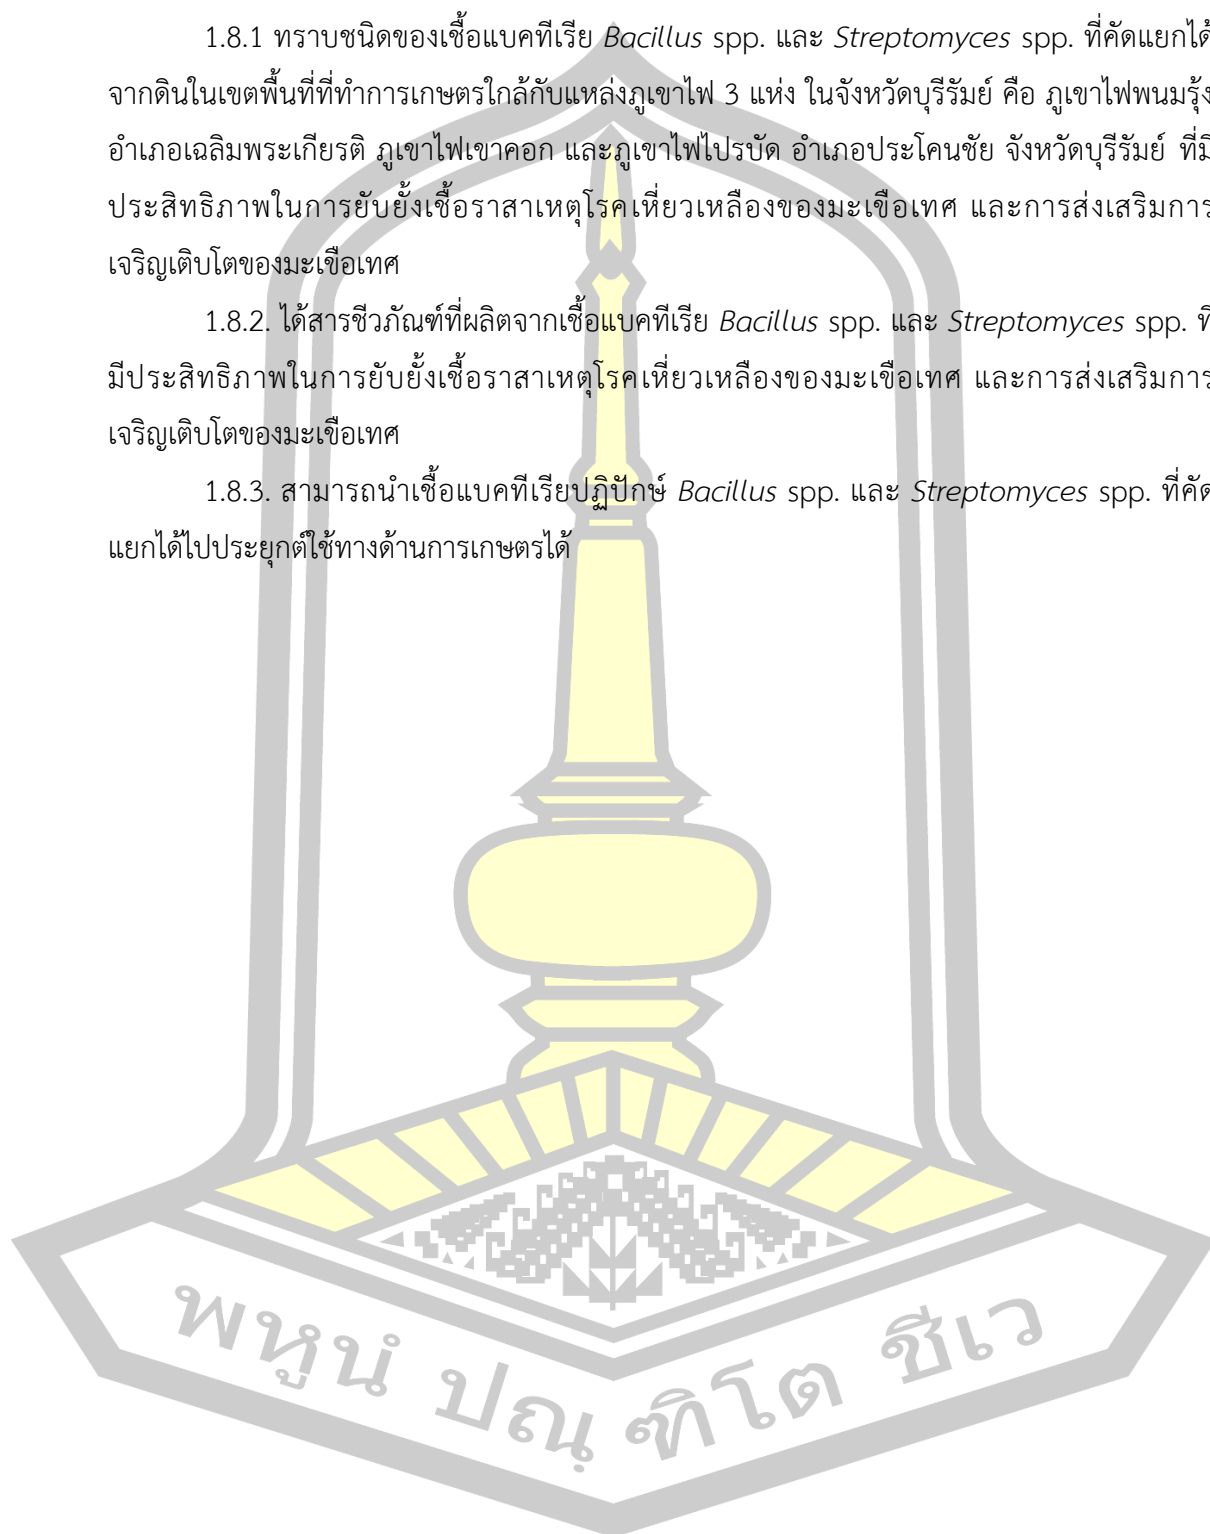 1.8.1 ทราบชนิดของเชื้อแบคทีเรีย Bacillus spp. และ Streptomyces spp. ที่คัดแยกได้
จากดินในเขตพื้นที่ที่ทำการเกษตรใกล้กับแหล่งภูเขาไฟ 3 แห่ง ในจังหวัดบุรีรัมย์ คือ ภูเขาไฟพนมรุ้ง
อำเภอเฉลิมพระเกียรติ ภูเขาไฟเขาคอก และภูเขาไฟไปรบัด อำเภอประโคนชัย จังหวัดบุรีรัมย์ ที่มี
ประสิทธิภาพในการยับยั้งเชื้อราสาเหตุโรคเหี่ยวเหลืองของมะเขือเทศ และการส่งเสริมการ
เจริญเติบโตของมะเขือเทศ
1.8.2. ได้สารชีวภัณฑ์ที่ผลิตจากเชื้อแบคทีเรีย Bacillus spp. และ Streptomyces spp. ที่
มีประสิทธิภาพในการยับยั้งเชื้อราสาเหตุโรคเหี่ยวเหลืองของมะเขือเทศ และการส่งเสริมการ
เจริญเติบโตของมะเขือเทศ
1.8.3. สามารถนำเชื้อแบคทีเรียปฏิปักษ์ Bacillus spp. และ Streptomyces spp. ที่คัด
แยกได้ไปประยุกต์ใช้ทางด้านการเกษตรได้
พหูนํ ปณฺฑิโต ชีเว